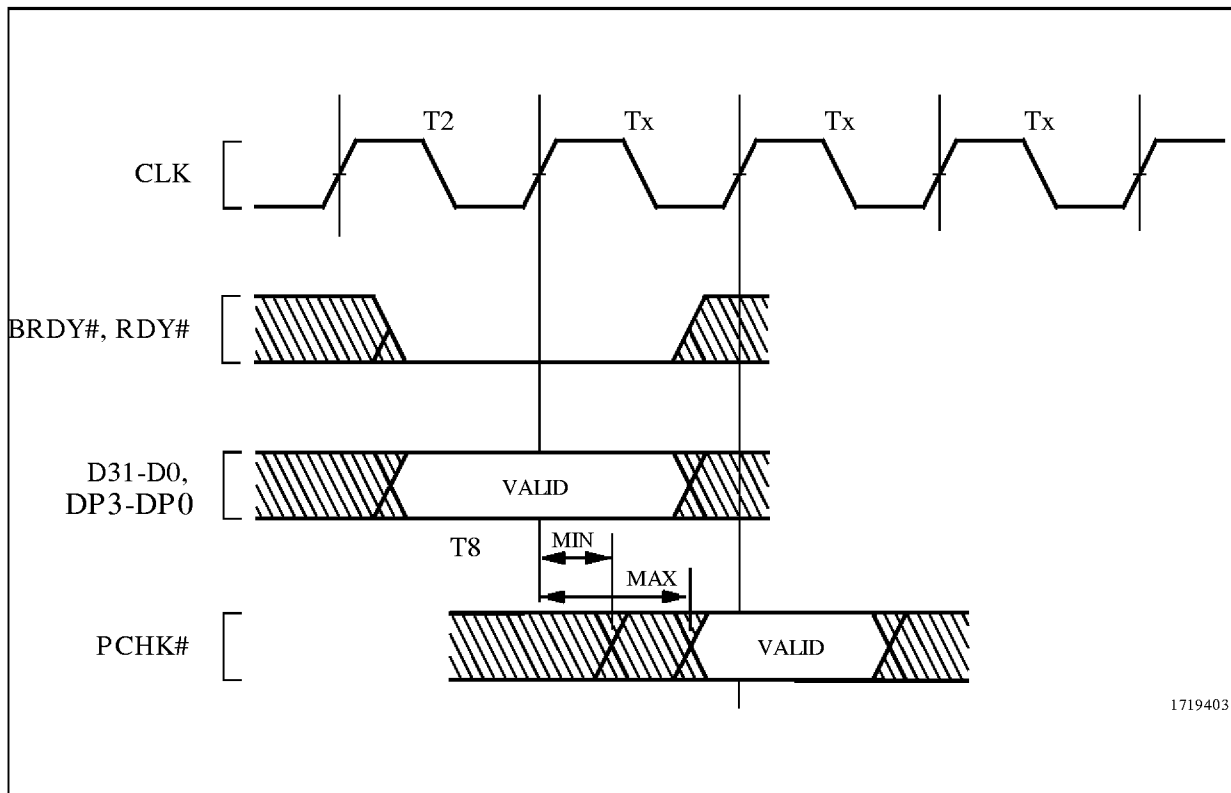 T2 Tx Tx Tx
CLK
BRDY#, RDY#
D31-D0,
DP3-DP0
VALID
T8
MIN
MAX
PCHK#
VALID
1719403